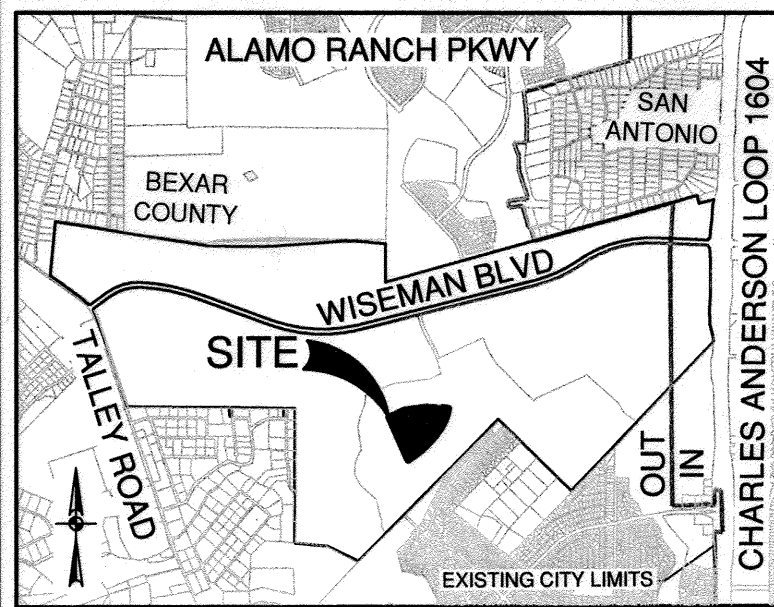 ALAMO RANCH PKWY
SAN
ANTONIO
CHARLES ANDERSON LOOP 1604
BEXAR
COUNTY
WISEMAN BLVD
SITE
TALLEY ROAD
OUT
IN
EXISTING CITY LIMITS